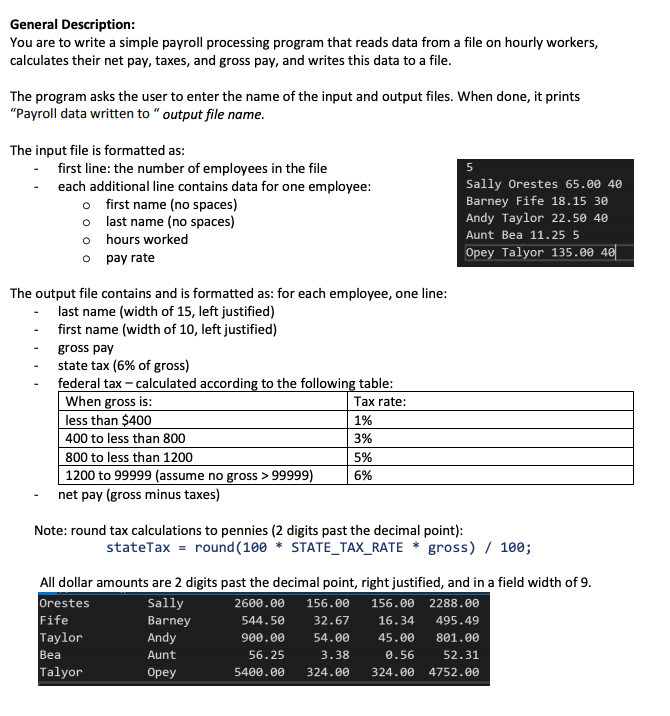 General Description:
You are to write a simple payroll processing program that reads data from a file on hourly workers,
calculates their net pay, taxes, and gross pay, and writes this data to a file.
The program asks the user to enter the name of the input and output files. When done, it prints
“Payroll data written to “ output file name.
The input file is formatted as:
- first line: the number of employees in the file
- each additional line contains data for one employee:
o first name (no spaces)
o last name (no spaces)
o hours worked
o pay rate
5
Sally Orestes 65.00 40
Barney Fife 18.15 30
Andy Taylor 22.50 40
Aunt Bea 11.25 5
Opey Talyor 135.00 40
The output file contains and is formatted as: for each employee, one line:
- last name (width of 15, left justified)
- first name (width of 10, left justified)
- gross pay
- state tax (6% of gross)
- federal tax – calculated according to the following table:
When gross is: Tax rate:
less than $400 1%
400 to less than 800 3%
800 to less than 1200 5%
1200 to 99999 (assume no gross > 99999) 6%
- net pay (gross minus taxes)
Note: round tax calculations to pennies (2 digits past the decimal point):
stateTax = round(100 * STATE_TAX_RATE * gross) / 100;
All dollar amounts are 2 digits past the decimal point, right justified, and in a field width of 9.
Orestes Sally 2600.00 156.00 156.00 2288.00
Fife Barney 544.50 32.67 16.34 495.49
Taylor Andy 900.00 54.00 45.00 801.00
Bea Aunt 56.25 3.38 0.56 52.31
Talyor Opey 5400.00 324.00 324.00 4752.00